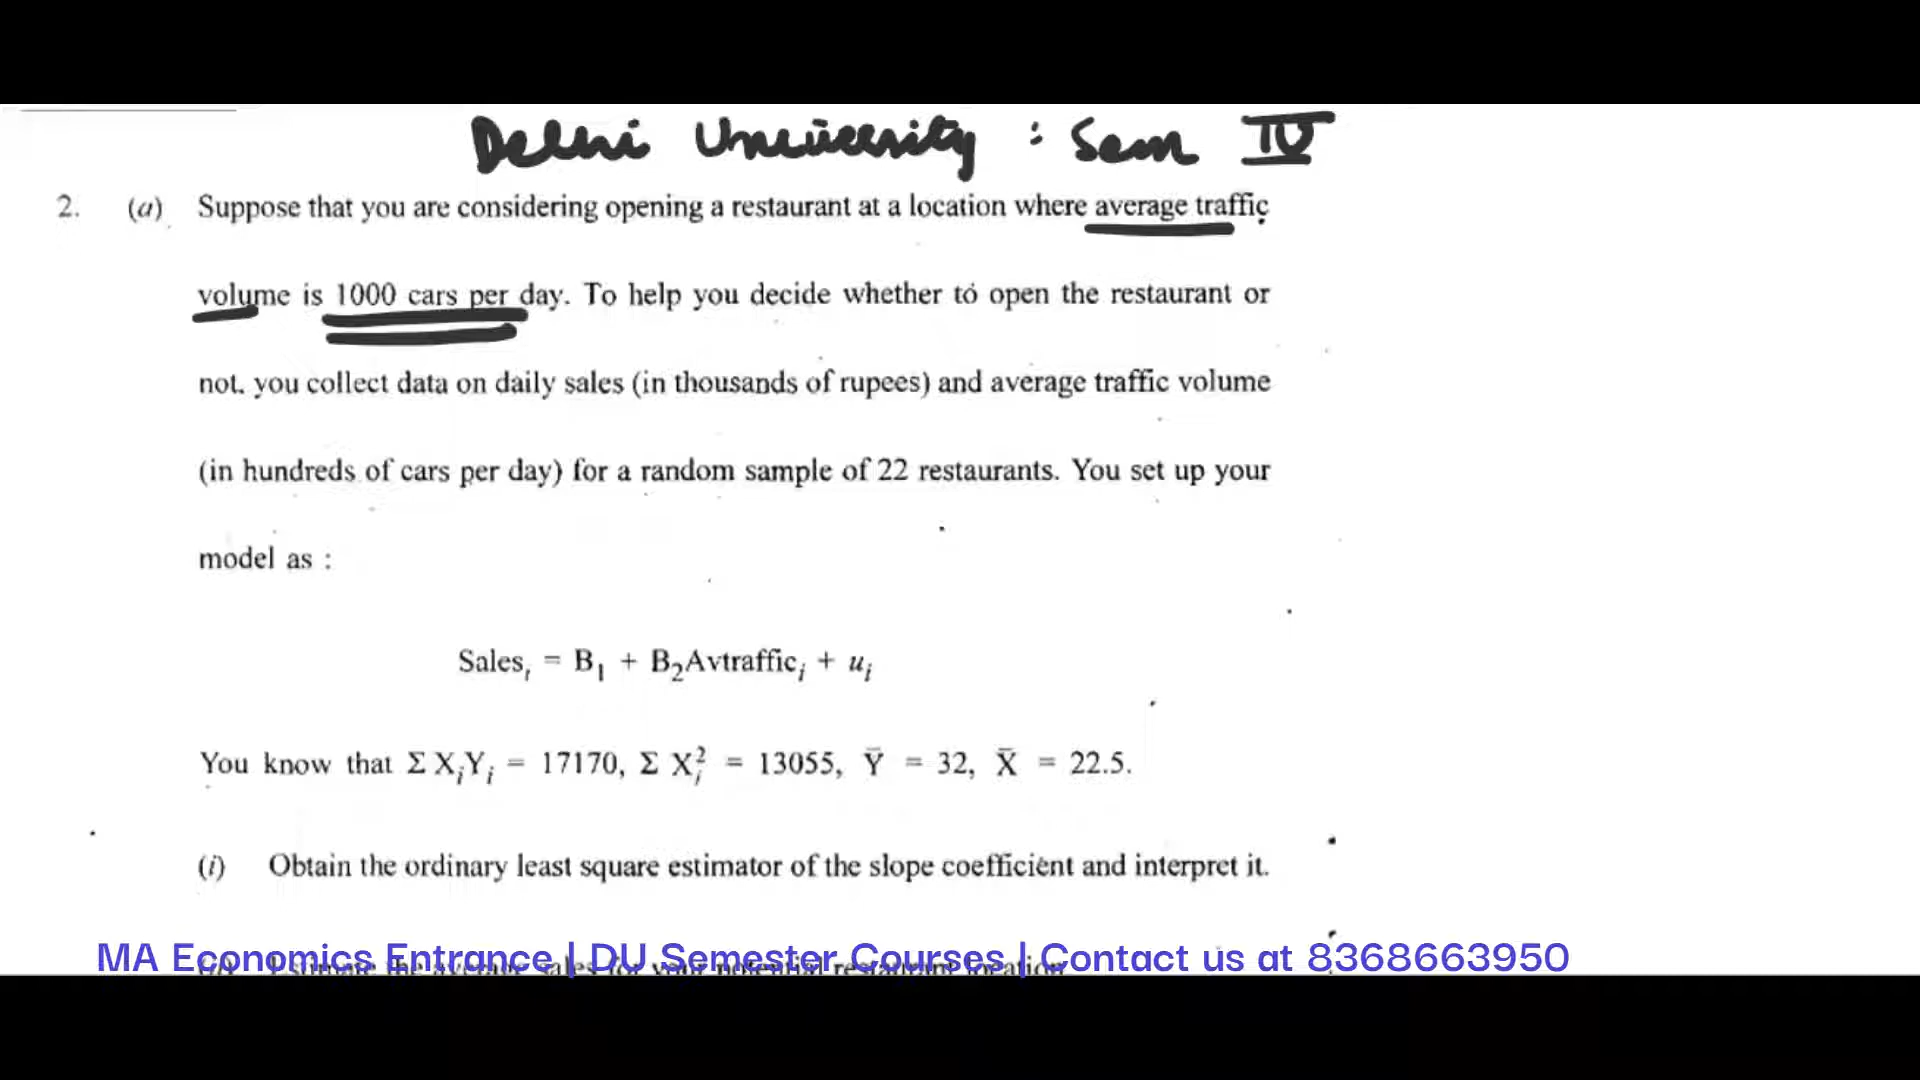 Delhi University : Sem IV
2. (a) Suppose that you are considering opening a restaurant at a location where average traffic
volume is 1000 cars per day. To help you decide whether to open the restaurant or
not, you collect data on daily sales (in thousands of rupees) and average traffic volume
(in hundreds of cars per day) for a random sample of 22 restaurants. You set up your
model as :
Salesᵢ = B₁ + B₂Avtrafficᵢ + uᵢ
You know that Σ XᵢYᵢ = 17170, Σ Xᵢ² = 13055, Ȳ = 32, X̄ = 22.5.
(i) Obtain the ordinary least square estimator of the slope coefficient and interpret it.
MA Economics Entrance | DU Semester Courses | Contact us at 8368663950